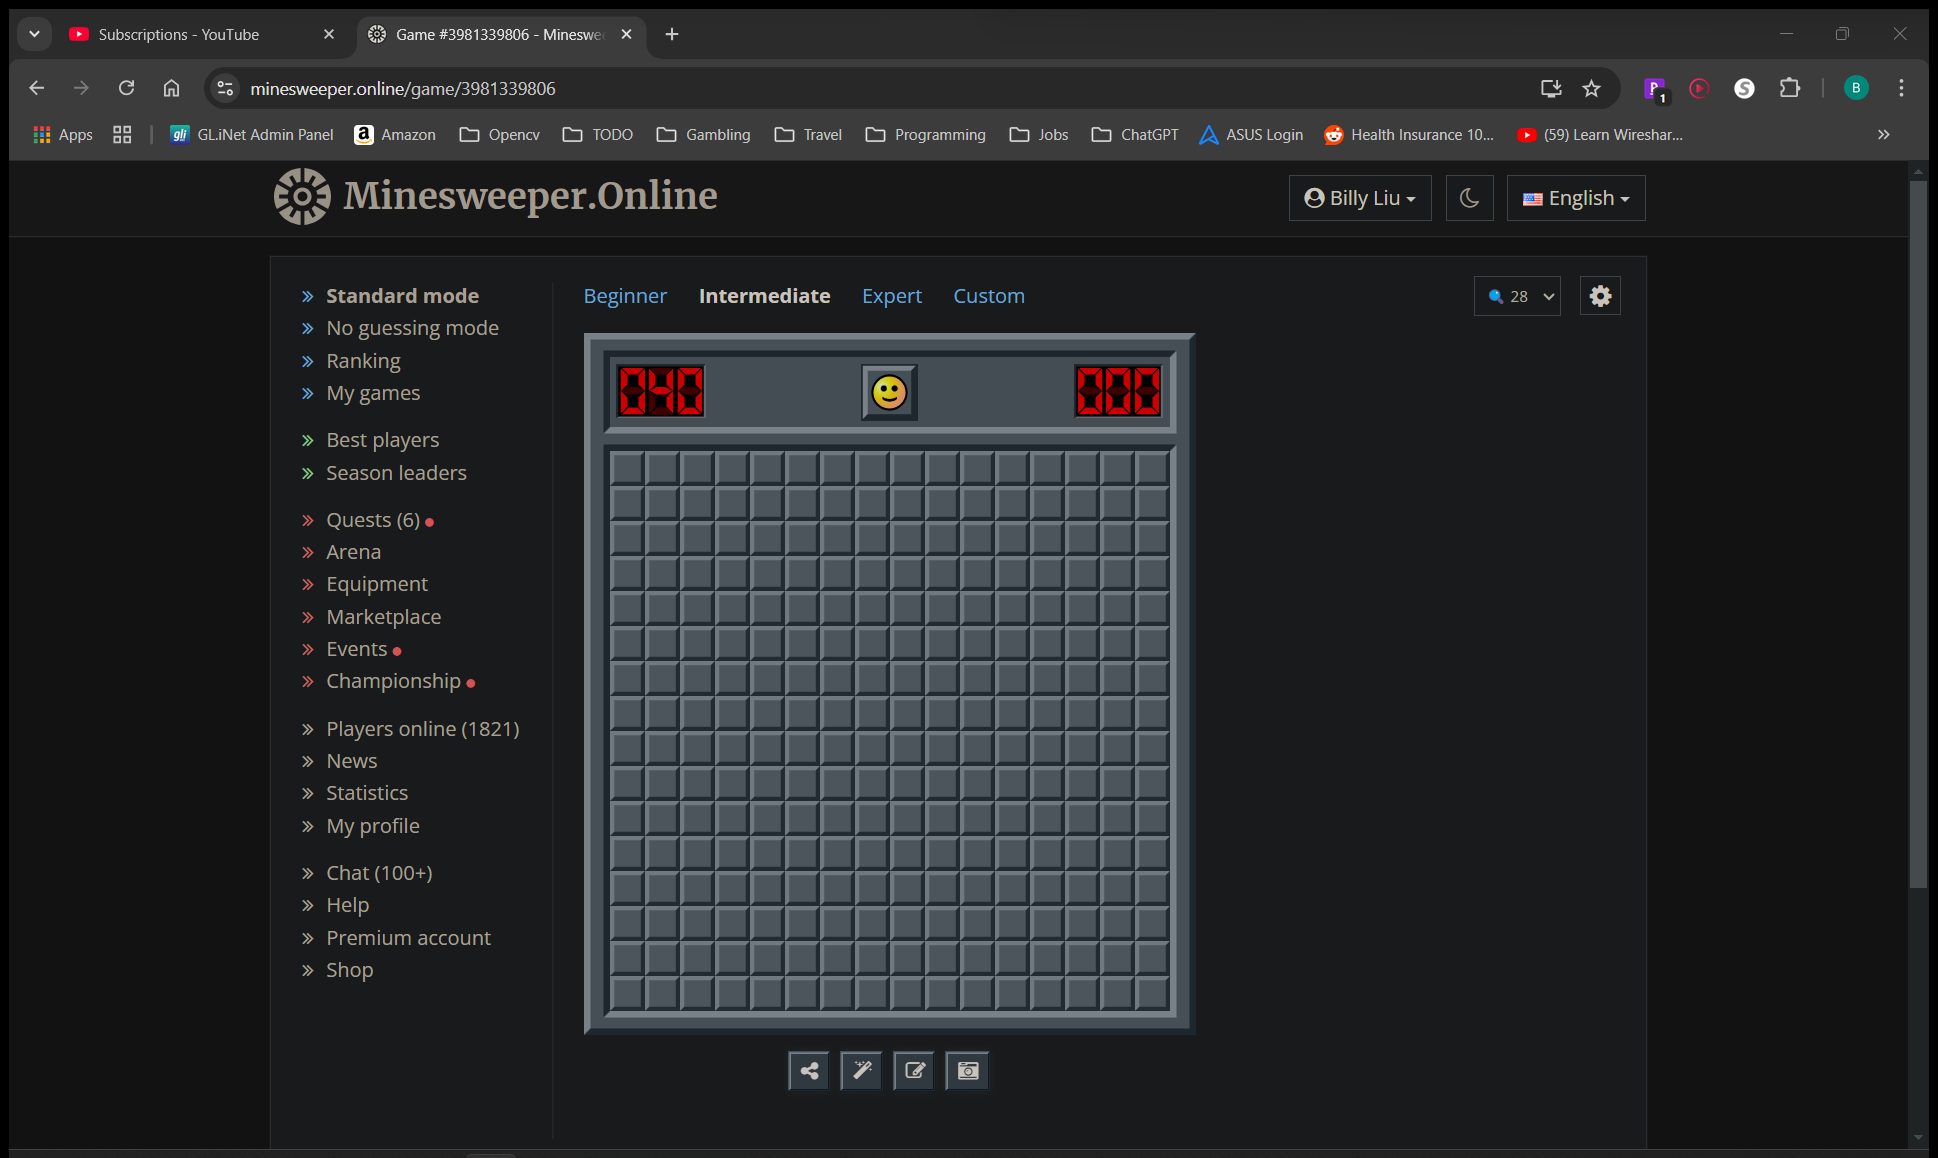 Subscriptions - YouTube
Game #3981339806 - Mineswe
minesweeper.online/game/3981339806
1
B
Apps
gli GL.iNet Admin Panel
a Amazon
Opencv
TODO
Gambling
Travel
Programming
Jobs
ChatGPT
ASUS Login
Health Insurance 10...
(59) Learn Wireshar...
Minesweeper.Online
Billy Liu
English
Standard mode
No guessing mode
Ranking
My games
Best players
Season leaders
Quests (6)
Arena
Equipment
Marketplace
Events
Championship
Players online (1821)
News
Statistics
My profile
Chat (100+)
Help
Premium account
Shop
Beginner
Intermediate
Expert
Custom
28
040
000